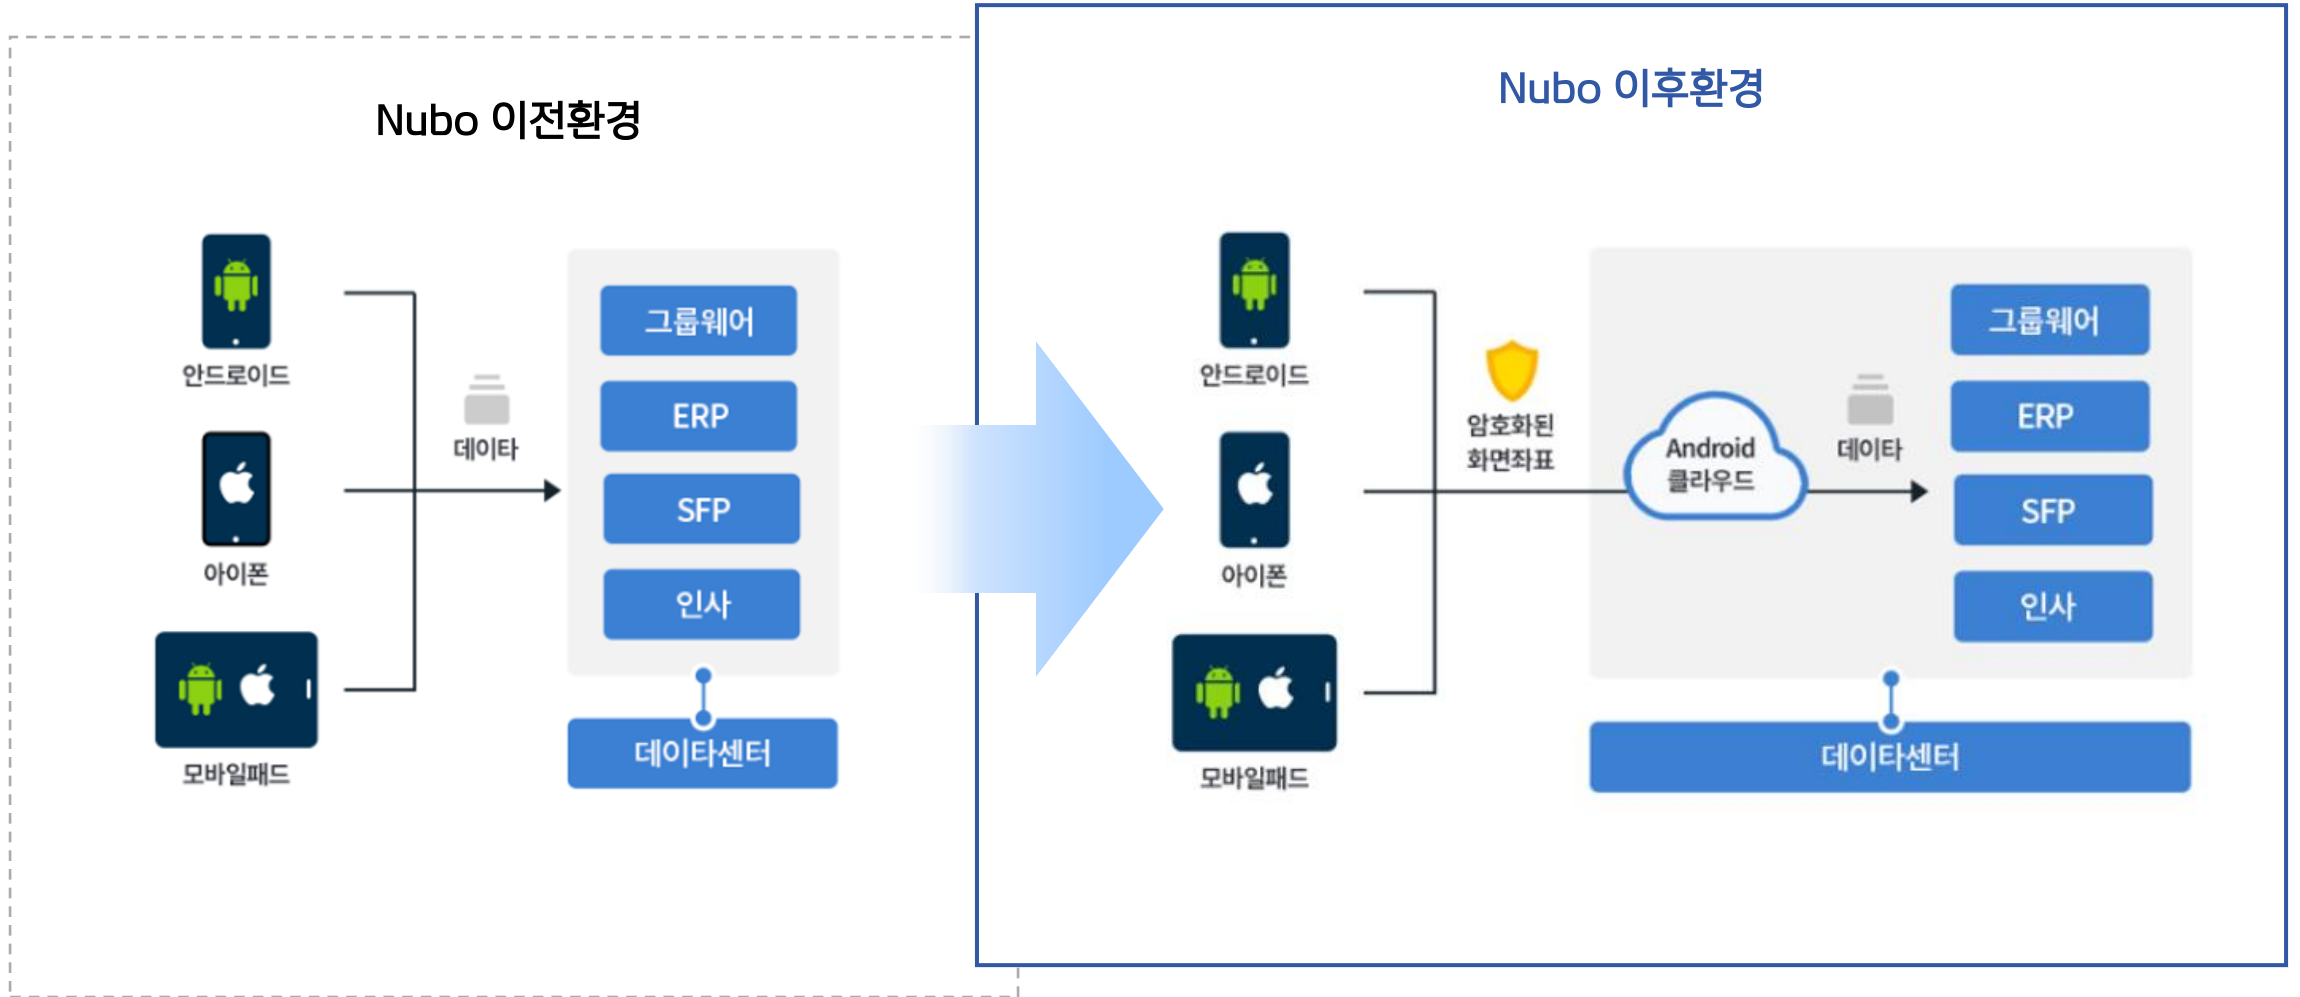 Nubo 이전환경
안드로이드
아이폰
모바일패드
데이타
그룹웨어
ERP
SFP
인사
데이타센터
Nubo 이후환경
안드로이드
아이폰
모바일패드
암호화된
화면좌표
Android
클라우드
데이타
그룹웨어
ERP
SFP
인사
데이타센터